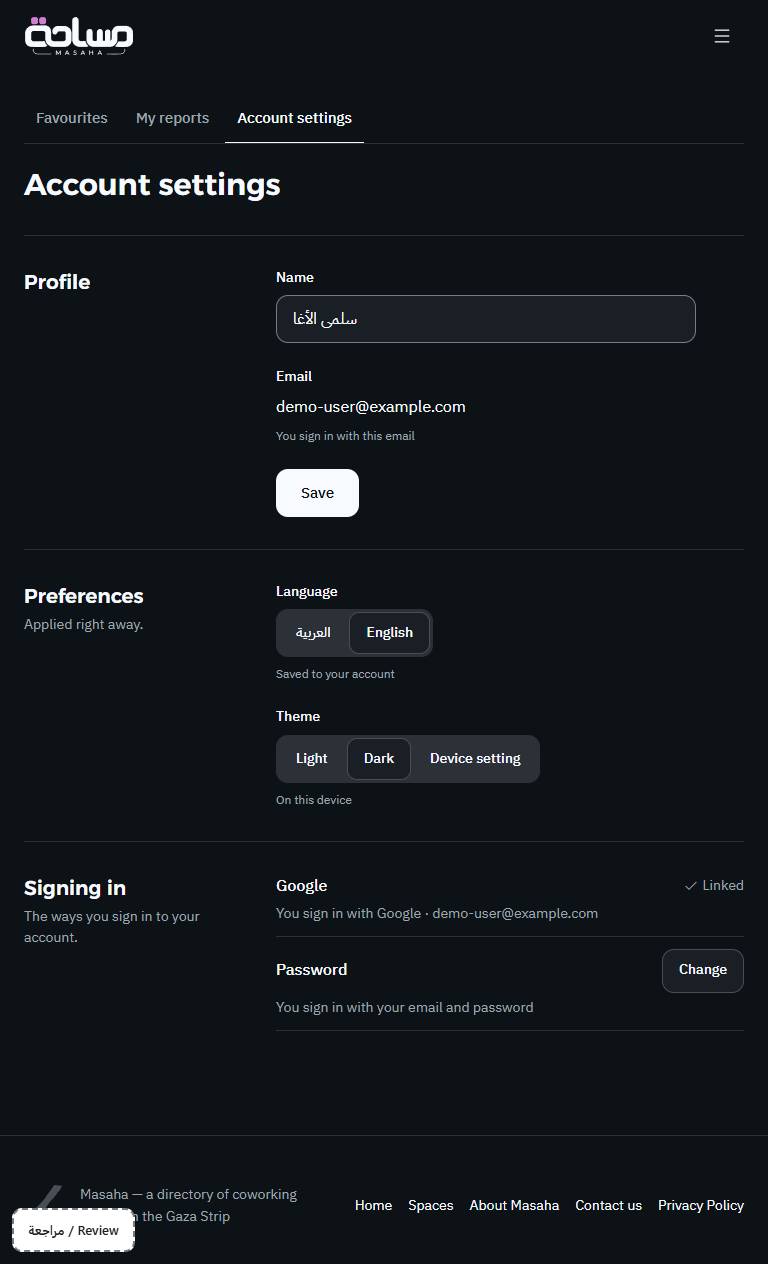 مساحة
MASAHA
Favourites
My reports
Account settings
Account settings
Profile
Name
سلمى الأغا
Email
demo-user@example.com
You sign in with this email
Save
Preferences
Applied right away.
Language
العربية
English
Saved to your account
Theme
Light
Dark
Device setting
On this device
Signing in
The ways you sign in to your
account.
Google
Linked
You sign in with Google · demo-user@example.com
Password
Change
You sign in with your email and password
Masaha — a directory of coworking
the Gaza Strip
Home
Spaces
About Masaha
Contact us
Privacy Policy
مراجعة / Review